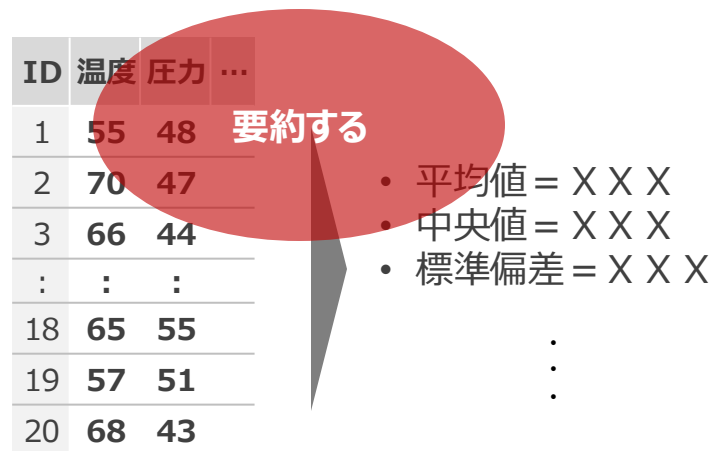 ID 温度 圧力 …
1 55 48
2 70 47
3 66 44
: : :
18 65 55
19 57 51
20 68 43
要約する
• 平均値＝ＸＸＸ
• 中央値＝ＸＸＸ
• 標準偏差＝ＸＸＸ
・
・
・